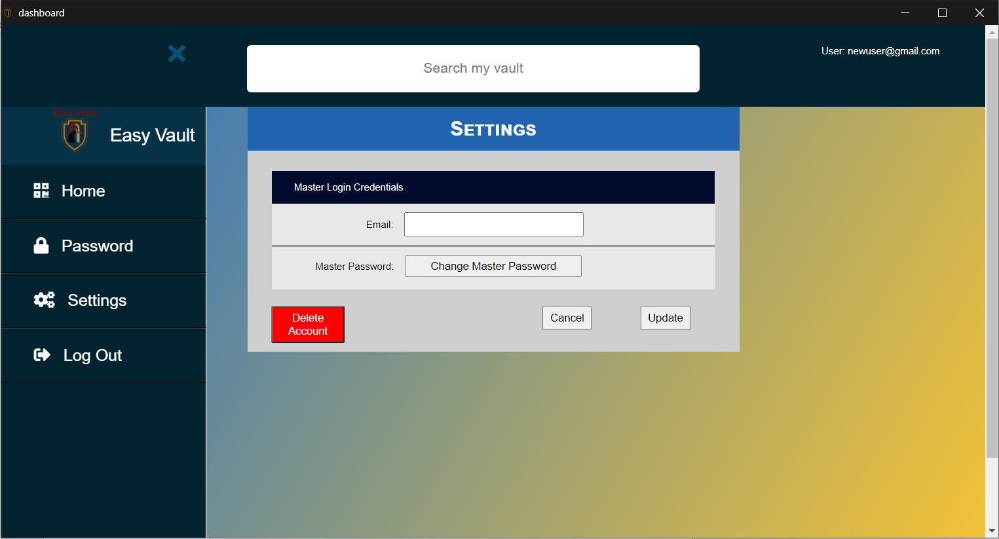 dashboard
Search my vault
User: newuser@gmail.com
Easy Vault
Easy Vault
Home
Password
Settings
Log Out
SETTINGS
Master Login Credentials
Email:
Master Password:
Change Master Password
Delete
Account
Cancel
Update